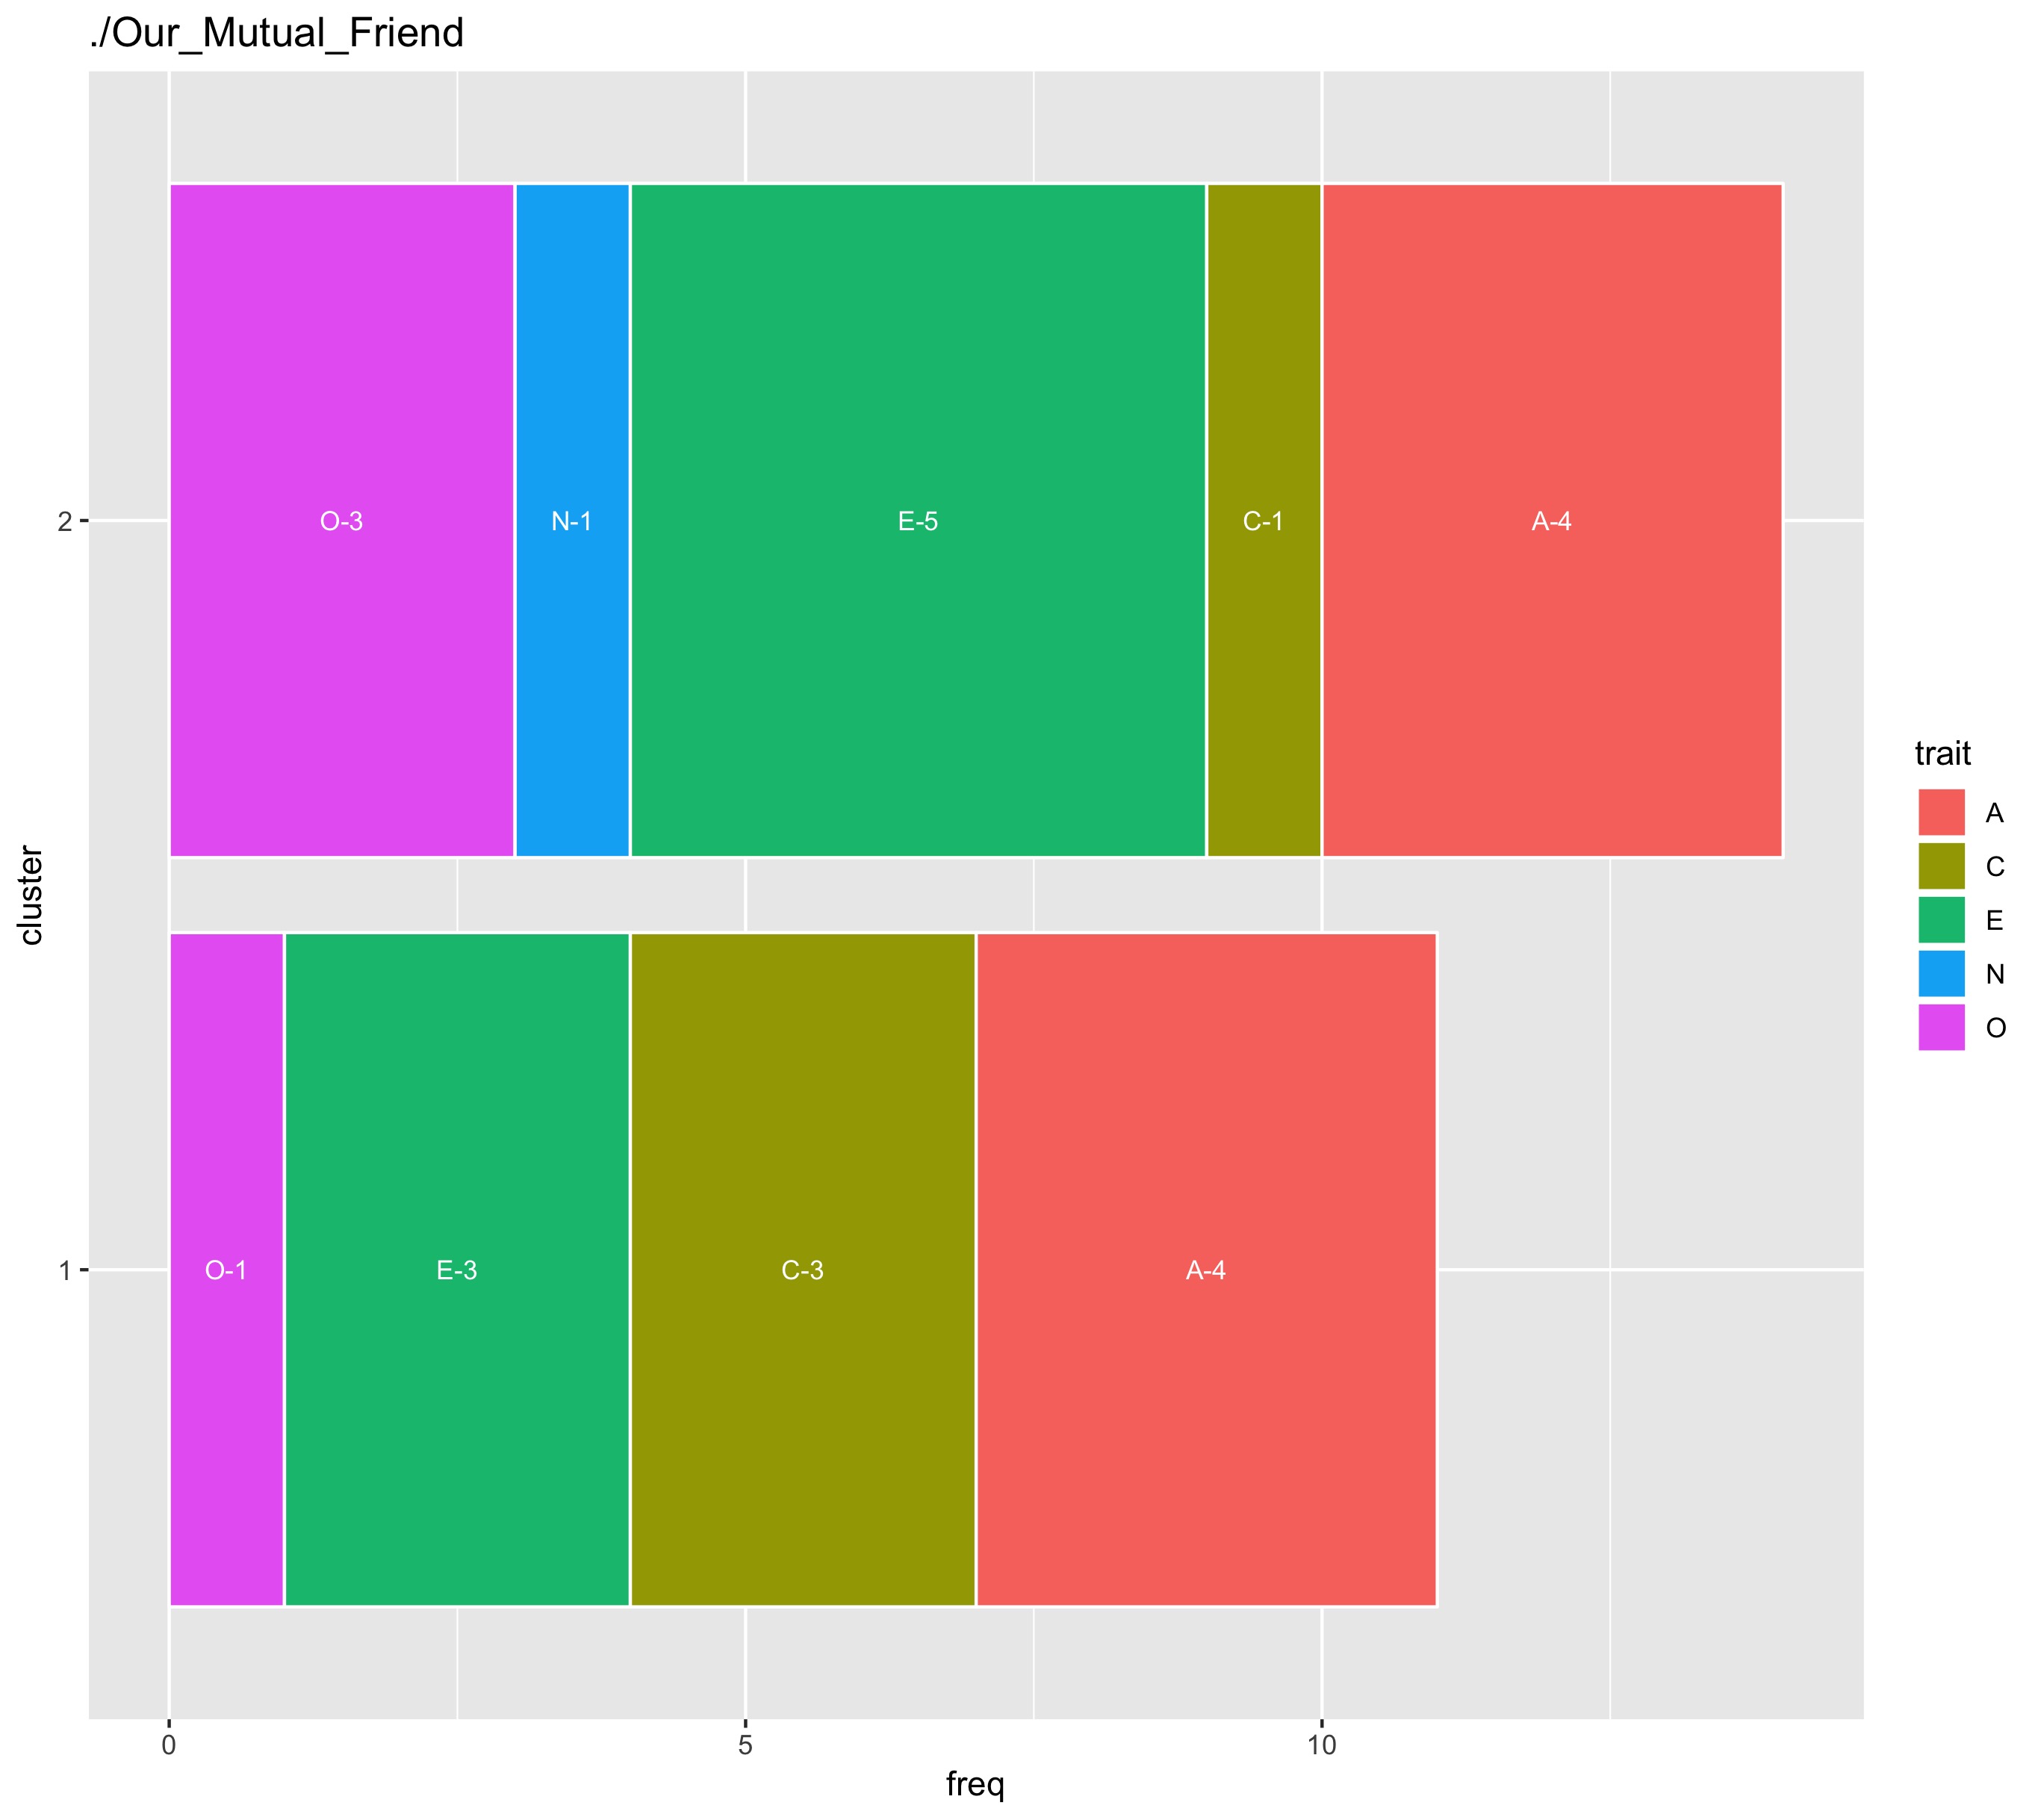 ./Our_Mutual_Friend
2
O-3
N-1
E-5
C-1
A-4
cluster
1
O-1
E-3
C-3
A-4
0
5
10
freq
trait
A
C
E
N
O